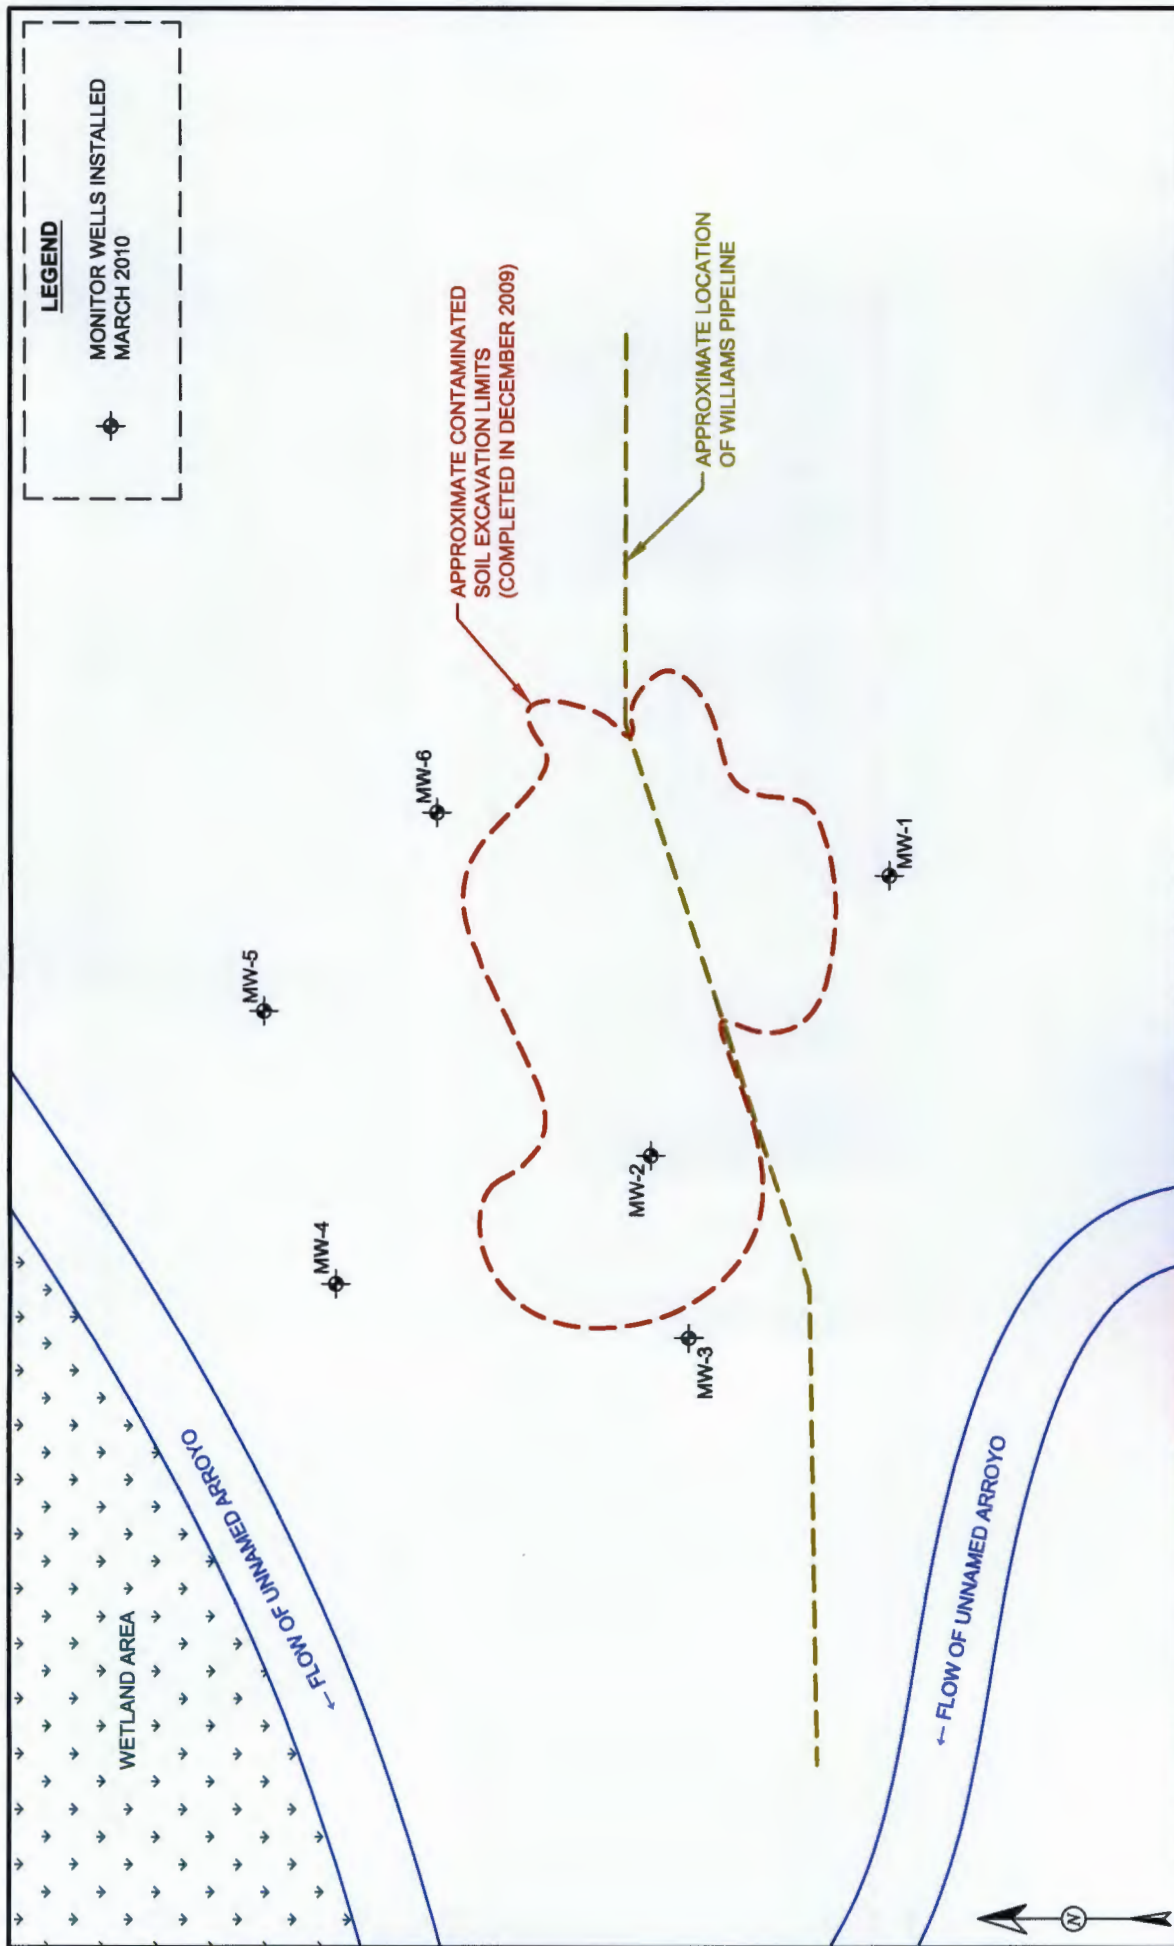 LEGEND
MONITOR WELLS INSTALLED
MARCH 2010
WETLAND AREA
← FLOW OF UNNAMED ARROYO
MW-5
MW-4
MW-6
APPROXIMATE CONTAMINATED
SOIL EXCAVATION LIMITS
(COMPLETED IN DECEMBER 2009)
MW-2
MW-3
APPROXIMATE LOCATION
OF WILLIAMS PIPELINE
MW-1
← FLOW OF UNNAMED ARROYO
N